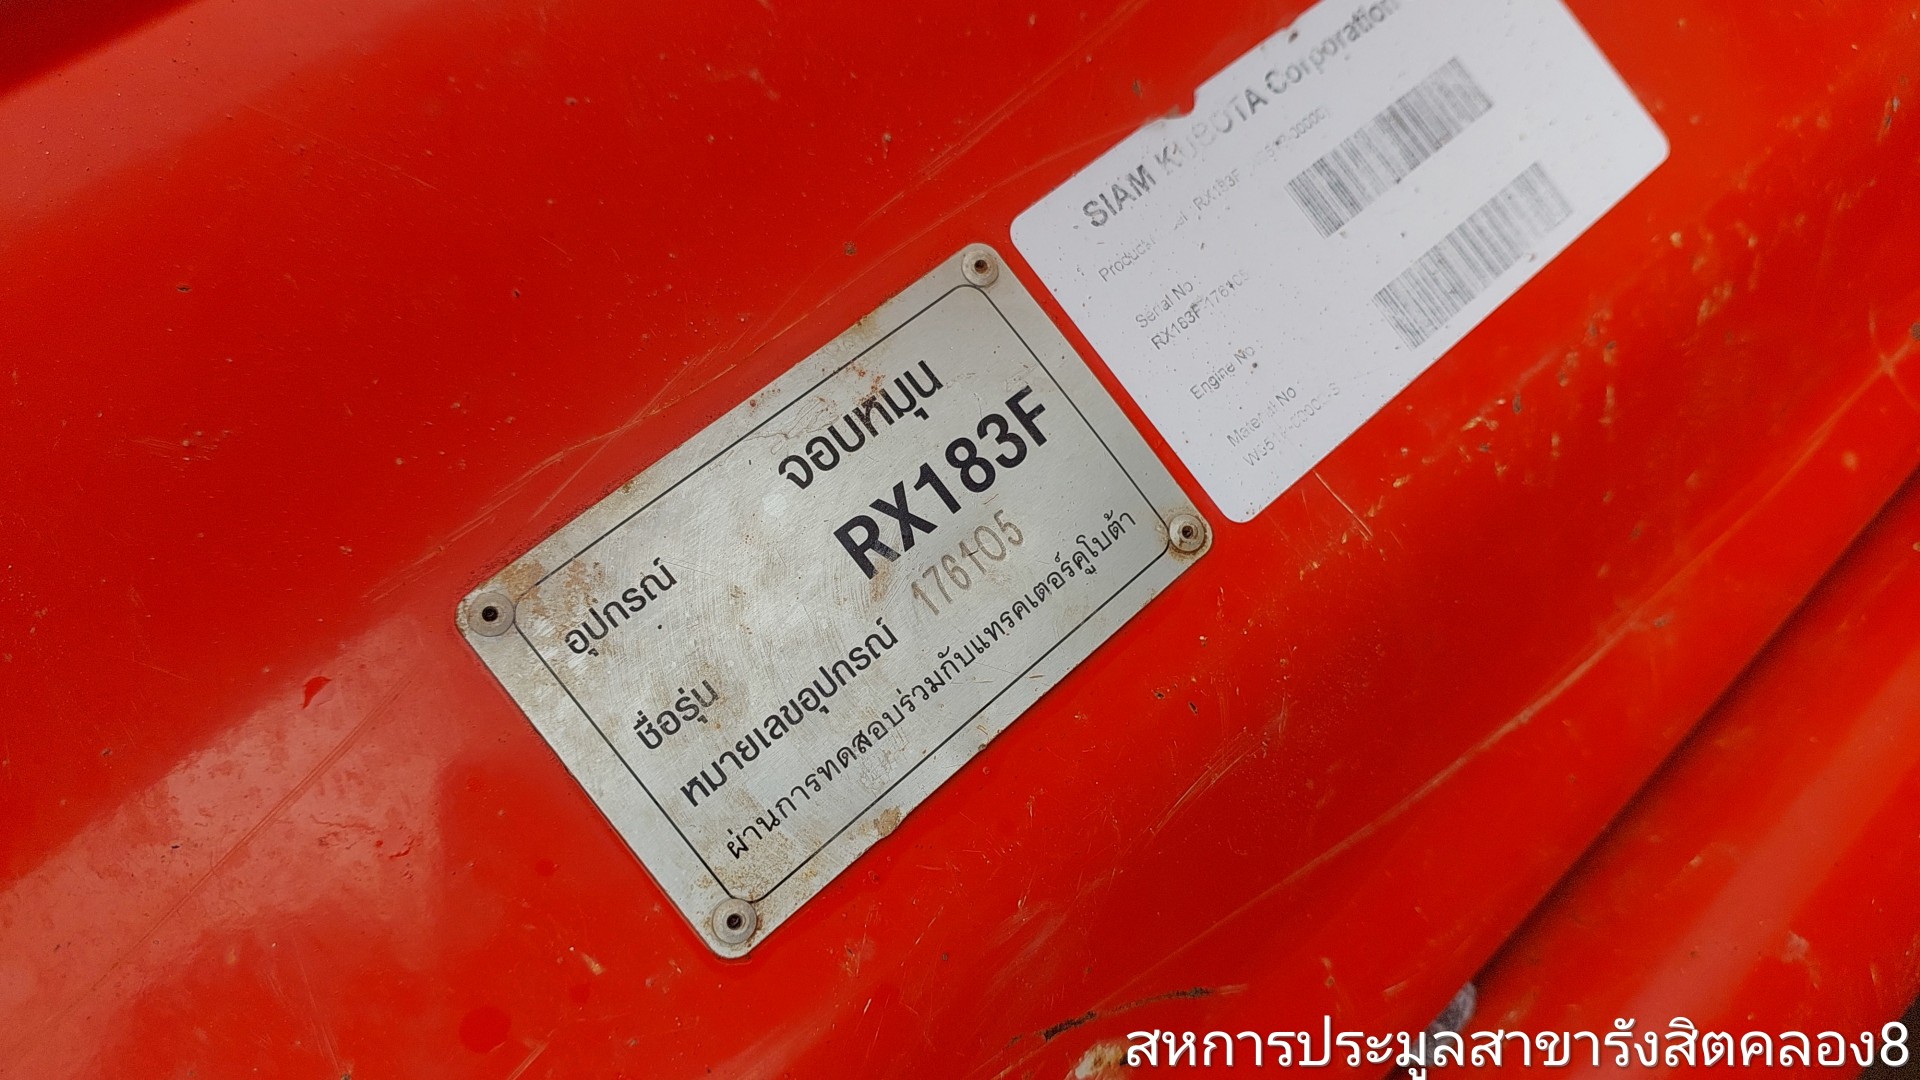 อุปกรณ์ จอบหมุน
ชื่อรุ่น RX183F
หมายเลขอุปกรณ์ 176105
ผ่านการทดสอบร่วมกับแทรคเตอร์คูโบต้า
SIAM KUBOTA Corporation
RX183F
Serial No
RX183F-176105
Engine No
Material No
สหการประมูลสาขารังสิตคลอง8